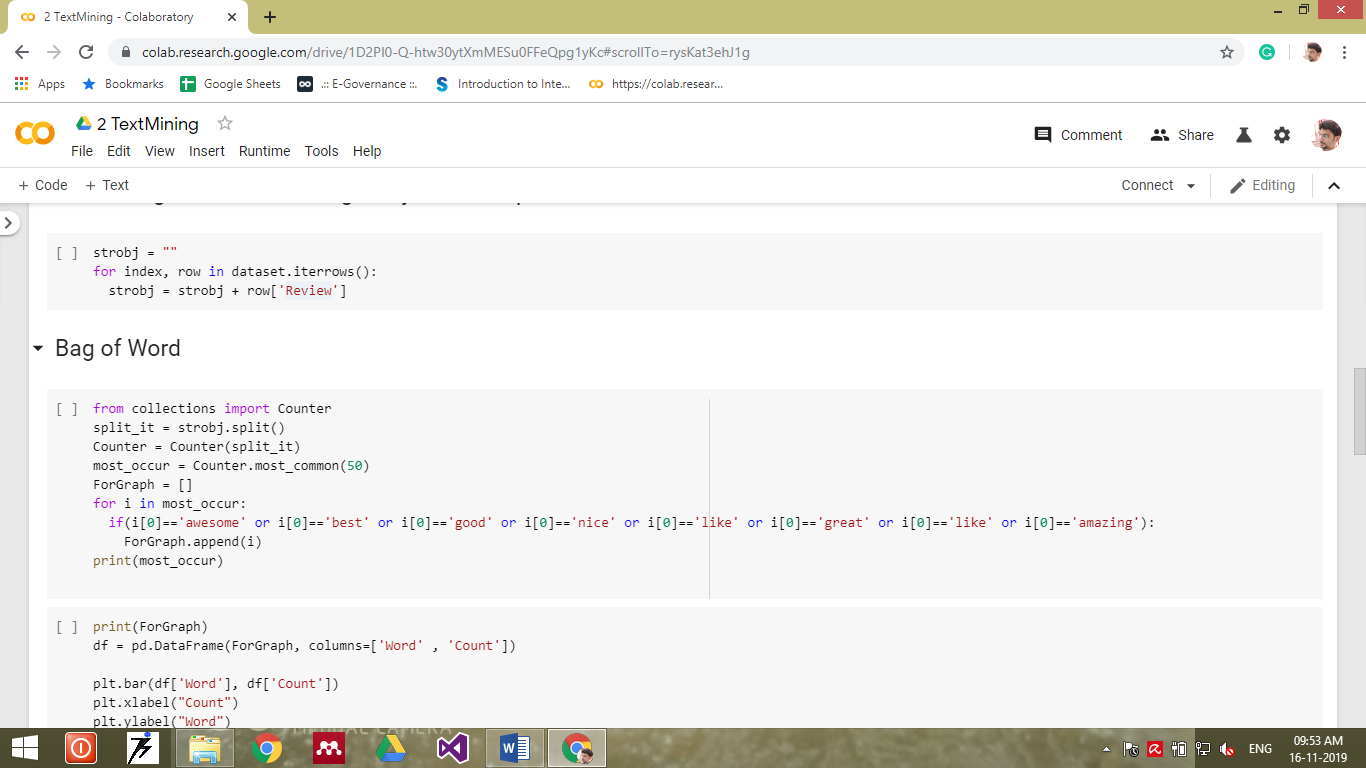 2 TextMining - Colaboratory
colab.research.google.com/drive/1D2PI0-Q-htw30ytXmMESu0FFeQpg1yKc#scrollTo=rysKat3ehJ1g
Apps Bookmarks Google Sheets .:: E-Governance ::. Introduction to Inte... https://colab.resear...
2 TextMining
Comment Share
File Edit View Insert Runtime Tools Help
+ Code + Text Connect Editing
[ ] strobj = ""
for index, row in dataset.iterrows():
strobj = strobj + row['Review']
Bag of Word
[ ] from collections import Counter
split_it = strobj.split()
Counter = Counter(split_it)
most_occur = Counter.most_common(50)
ForGraph = []
for i in most_occur:
if(i[0]=='awesome' or i[0]=='best' or i[0]=='good' or i[0]=='nice' or i[0]=='like' or i[0]=='great' or i[0]=='like' or i[0]=='amazing'):
ForGraph.append(i)
print(most_occur)
[ ] print(ForGraph)
df = pd.DataFrame(ForGraph, columns=['Word' , 'Count'])
plt.bar(df['Word'], df['Count'])
plt.xlabel("Count")
plt.ylabel("Word")
ENG
09:53 AM
16-11-2019